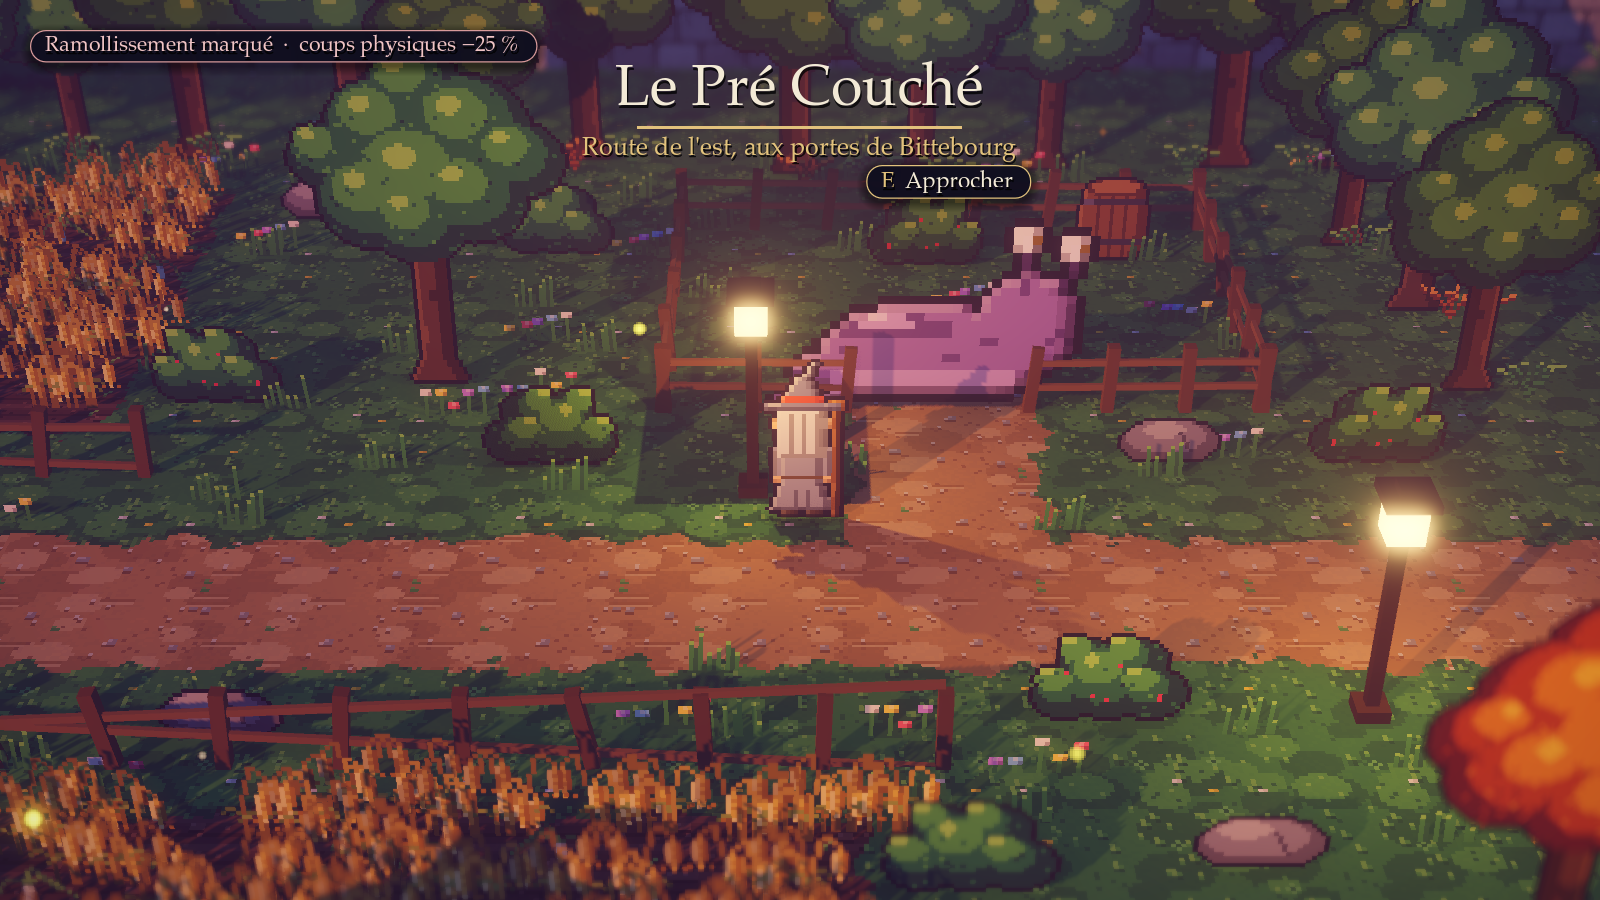 Ramollissement marqué · coups physiques −25 %
Le Pré Couché
Route de l'est, aux portes de Bittebourg
E Approcher